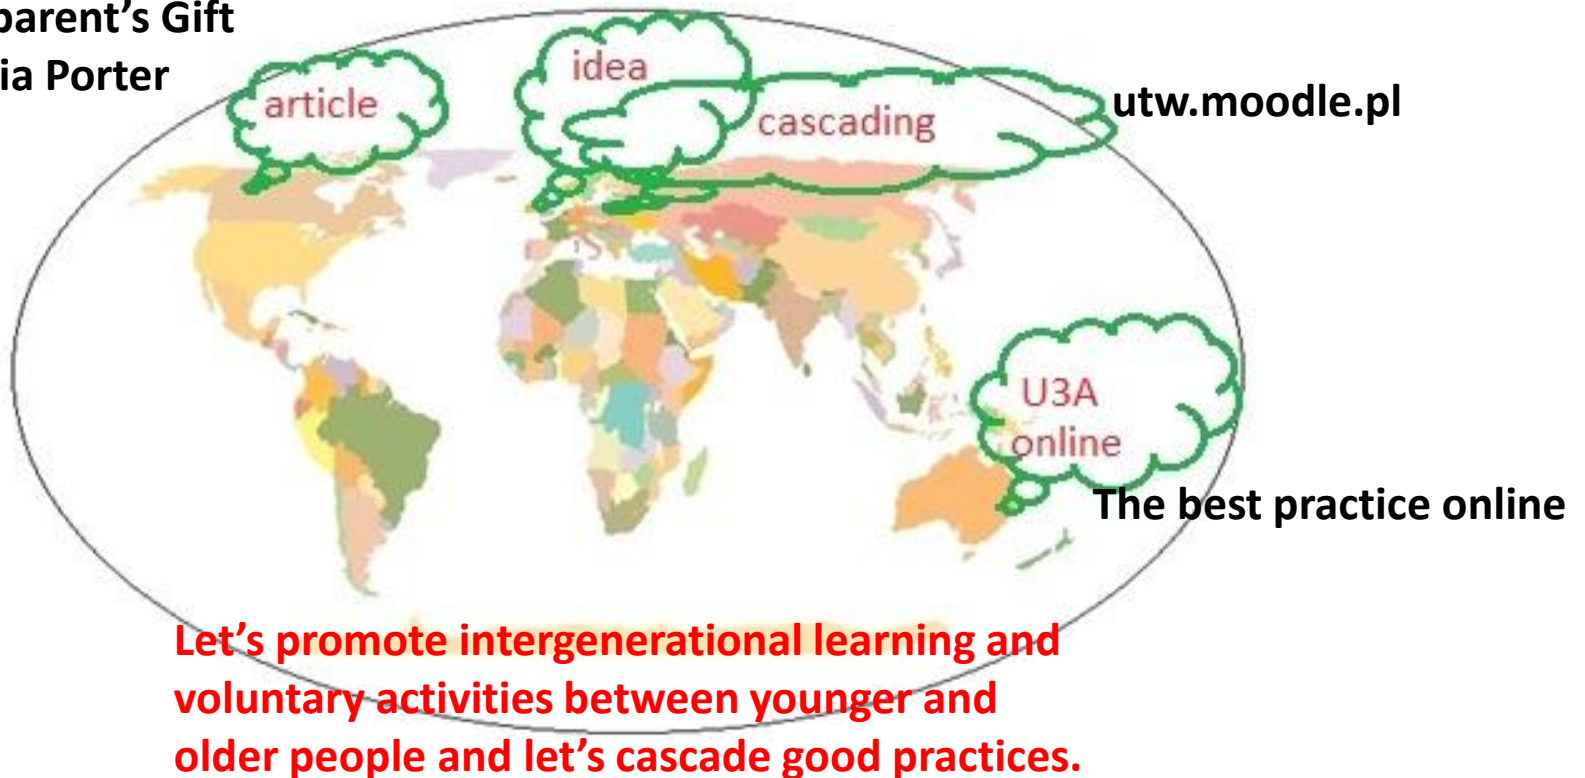 parent's Gift
ia Porter
article
idea
cascading
utw.moodle.pl
U3A
online
The best practice online
Let's promote intergenerational learning and
voluntary activities between younger and
older people and let's cascade good practices.